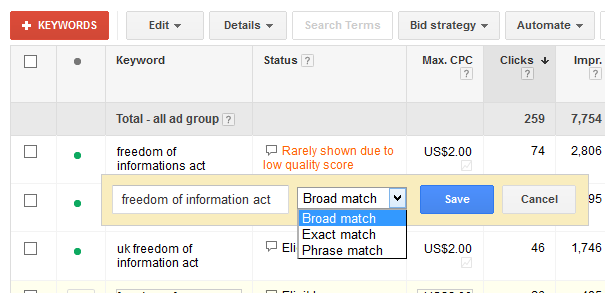 + KEYWORDS Edit Details Search Terms Bid strategy Automate
Keyword Status ? Max. CPC ? Clicks ? Impr. ?
Total - all ad group ? 259 7,754
freedom of informations act Rarely shown due to low quality score US$2.00 74 2,806
freedom of information act Broad match Save Cancel 95
Broad match
Exact match
Phrase match
uk freedom of information act Eli US$2.00 46 1,746